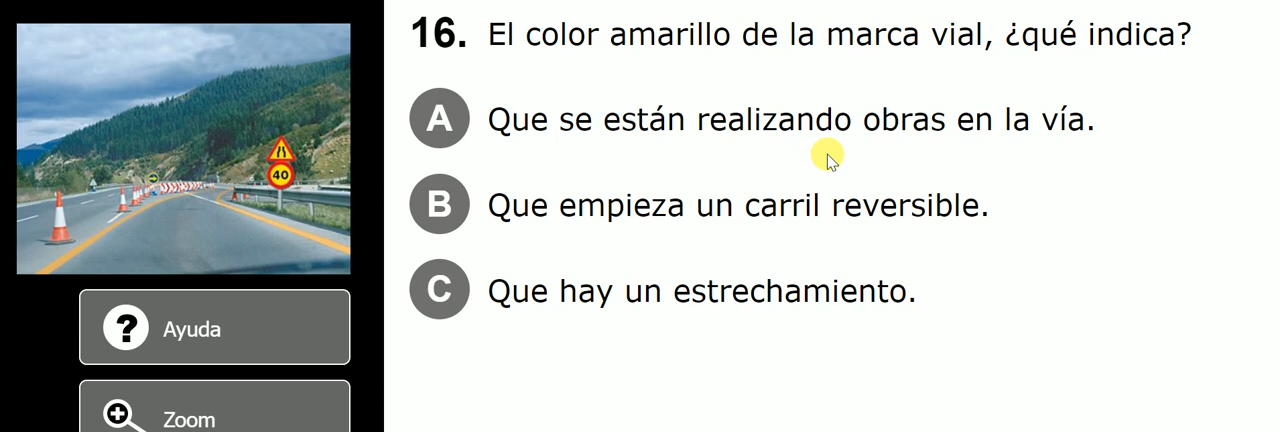 16. El color amarillo de la marca vial, ¿qué indica?
A Que se están realizando obras en la vía.
B Que empieza un carril reversible.
C Que hay un estrechamiento.
40
? Ayuda
Zoom